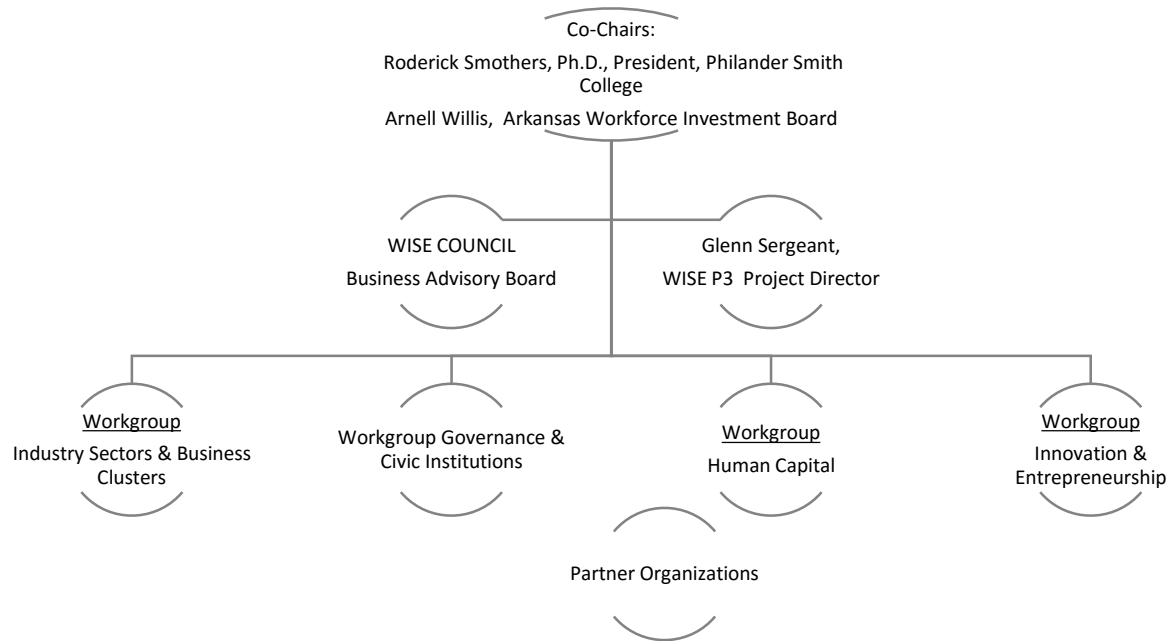 Co-Chairs:
Roderick Smothers, Ph.D., President, Philander Smith
College
Arnell Willis, Arkansas Workforce Investment Board
WISE COUNCIL
Business Advisory Board
Glenn Sergeant,
WISE P3 Project Director
Workgroup
Industry Sectors & Business
Clusters
Workgroup Governance &
Civic Institutions
Workgroup
Human Capital
Workgroup
Innovation &
Entrepreneurship
Partner Organizations